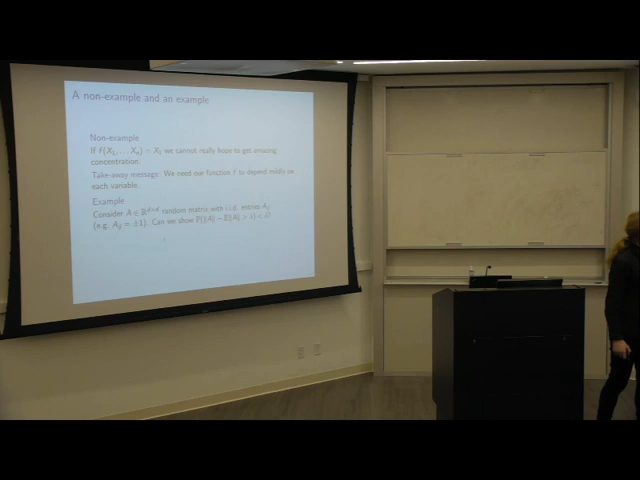 A non-example and an example
Non-example
If f(X₁, . . . Xₙ) = X₁ we cannot really hope to get amazing
concentration.
Take-away message: We need our function f to depend mildly on
each variable.
Example
Consider A ∈ ℝᵈˣᵈ random matrix with i.i.d. entries Aᵢⱼ
(e.g. Aᵢⱼ = ±1). Can we show ℙ(‖A‖ − 𝔼‖A‖ > t) <